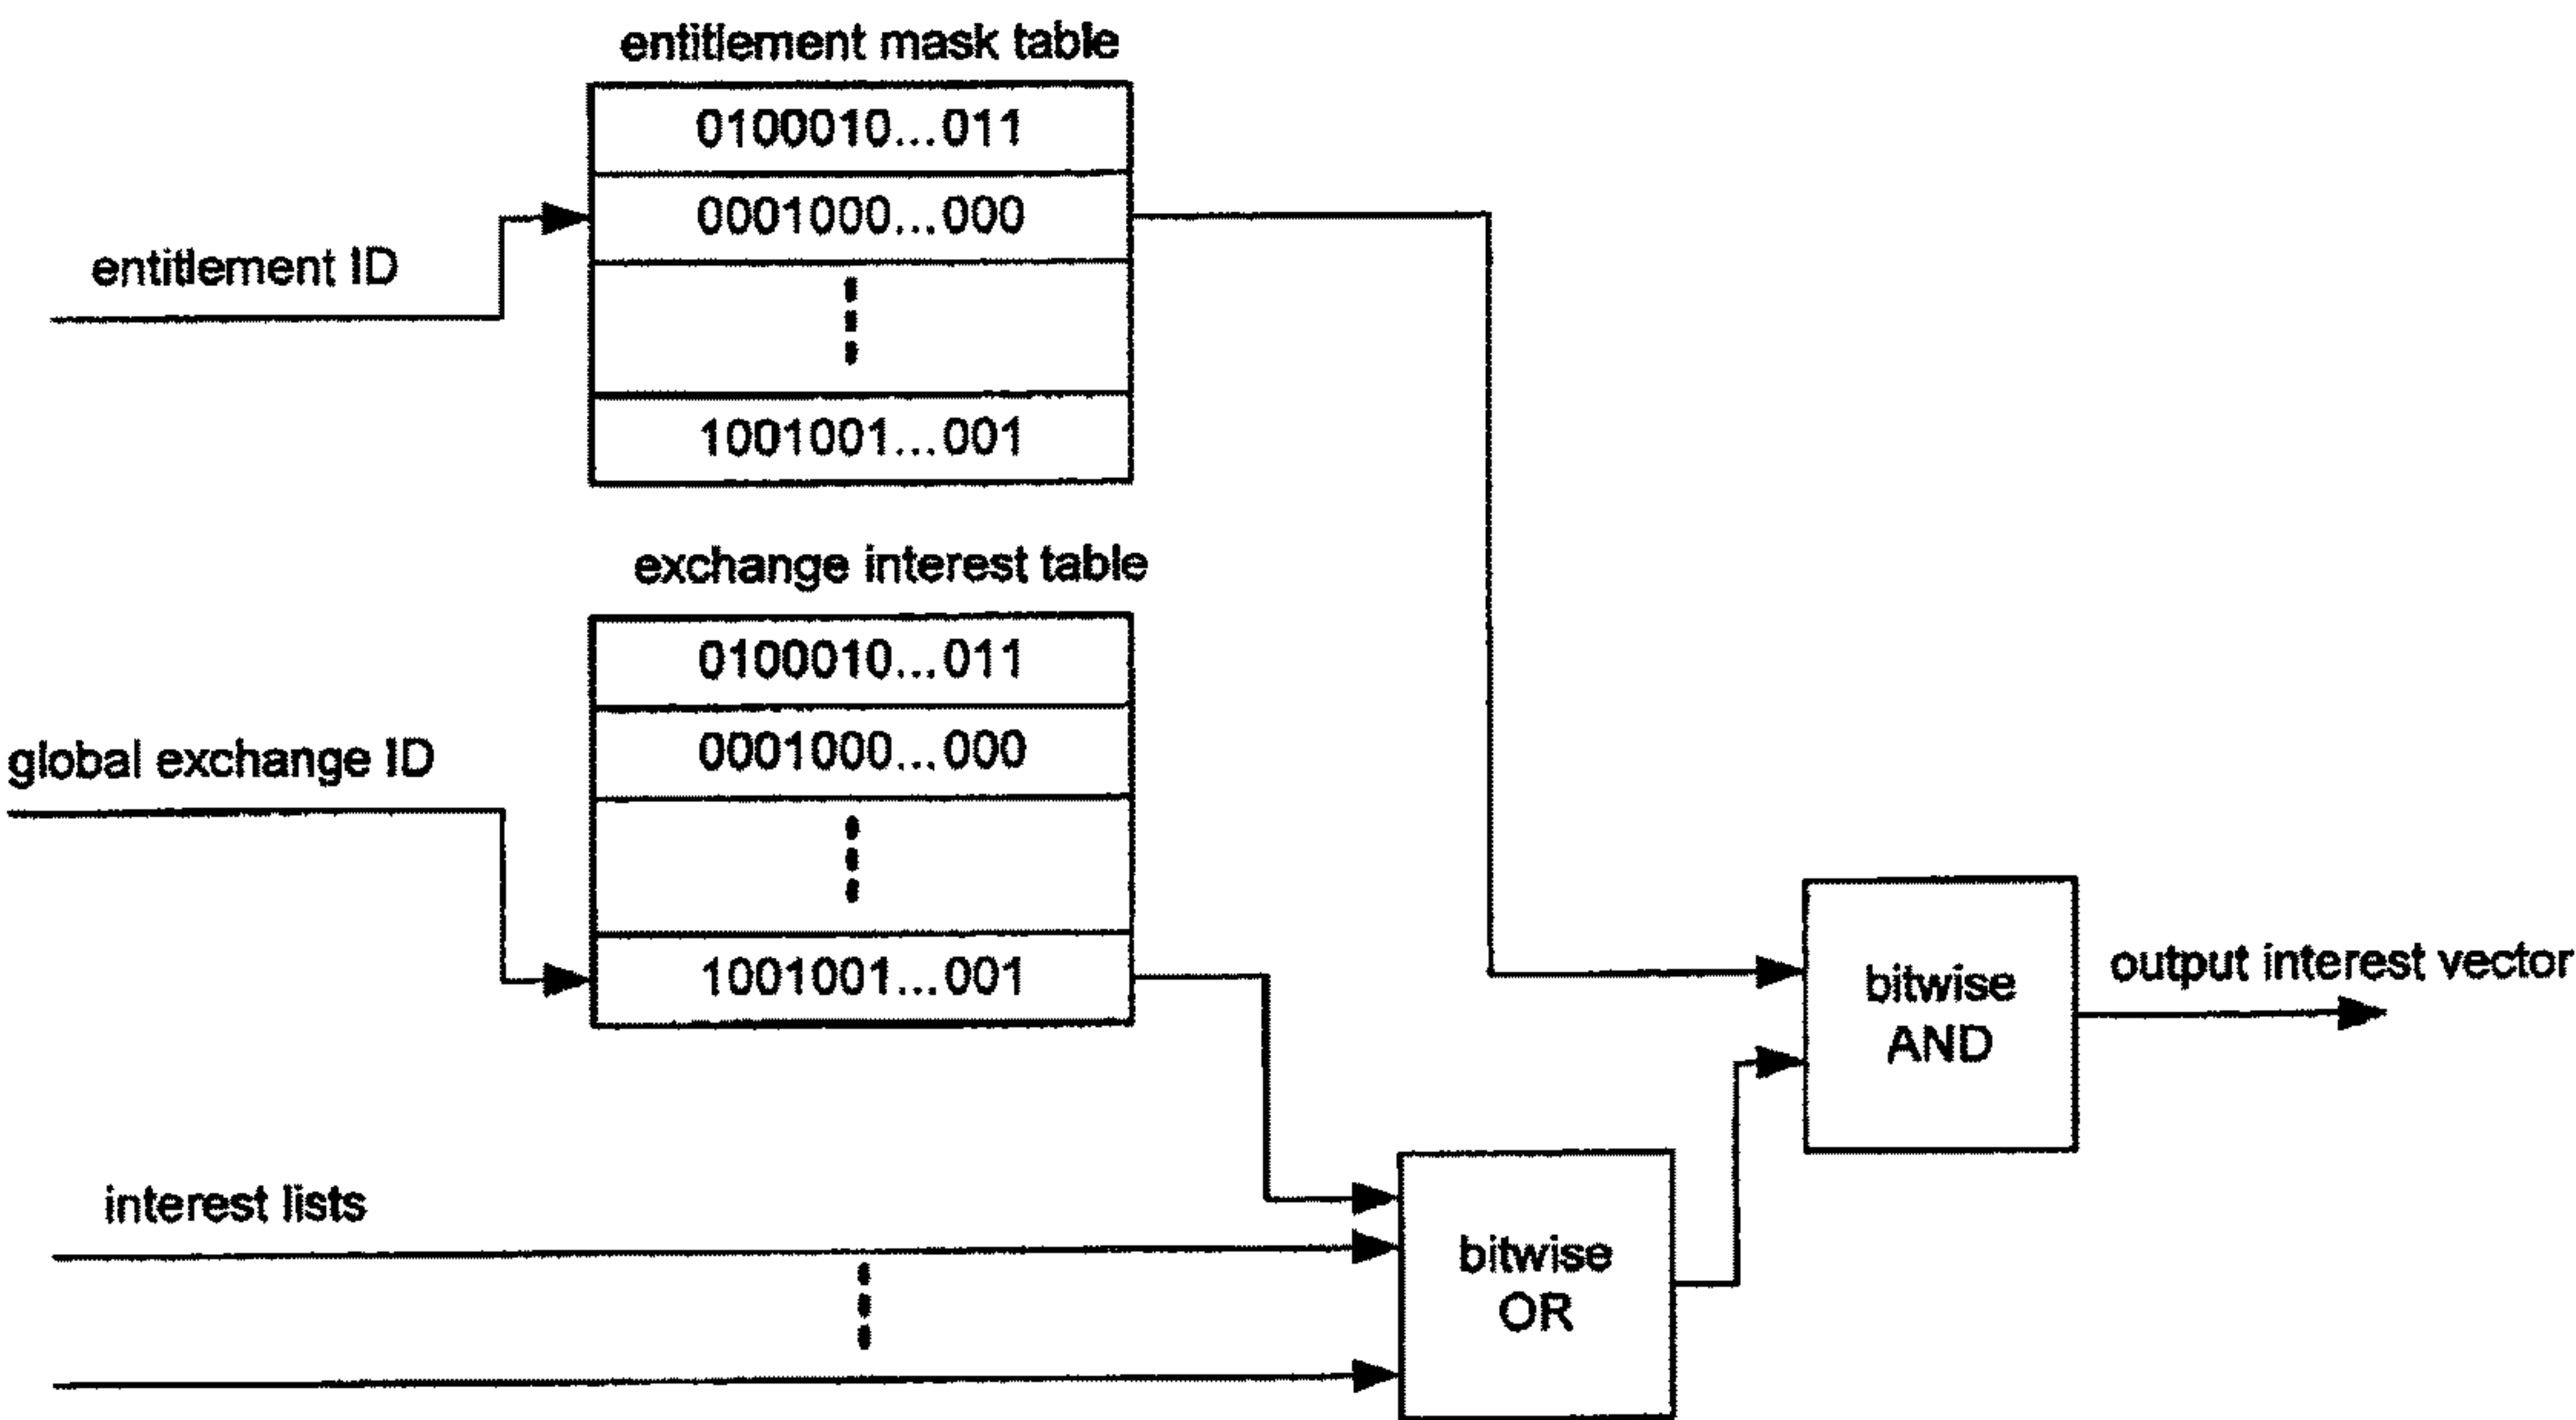 entitlement mask table
0100010...011
0001000...000
1001001...001
entitlement ID
exchange interest table
0100010...011
0001000...000
1001001...001
global exchange ID
interest lists
bitwise
OR
bitwise
AND
output interest vector